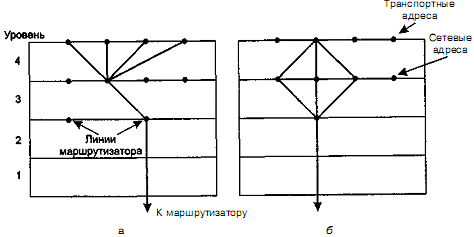 Транспортные
адреса
Уровень
Сетевые
адреса
4
3
2
1
Линии
маршрутизатора
К маршрутизатору
а
б